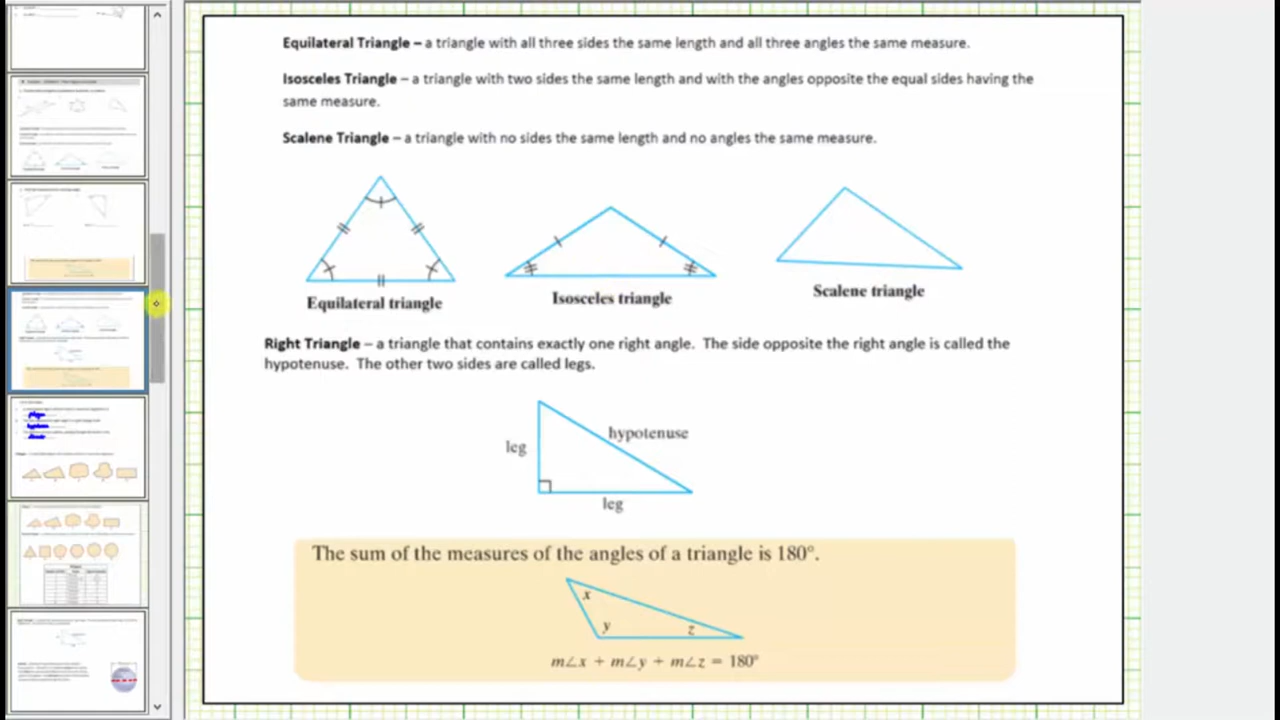 Equilateral Triangle – a triangle with all three sides the same length and all three angles the same measure.
Isosceles Triangle – a triangle with two sides the same length and with the angles opposite the equal sides having the
same measure.
Scalene Triangle – a triangle with no sides the same length and no angles the same measure.
Equilateral triangle
Isosceles triangle
Scalene triangle
Right Triangle – a triangle that contains exactly one right angle. The side opposite the right angle is called the
hypotenuse. The other two sides are called legs.
leg
hypotenuse
leg
The sum of the measures of the angles of a triangle is 180°.
x
y
z
m∠x + m∠y + m∠z = 180°